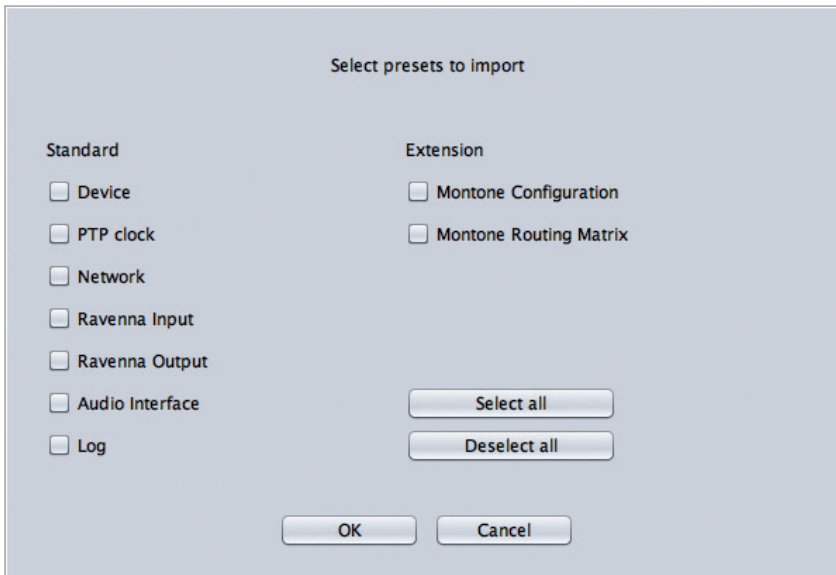 Select presets to import
Standard
Device
PTP clock
Network
Ravenna Input
Ravenna Output
Audio Interface
Log
Extension
Montone Configuration
Montone Routing Matrix
Select all
Deselect all
OK
Cancel